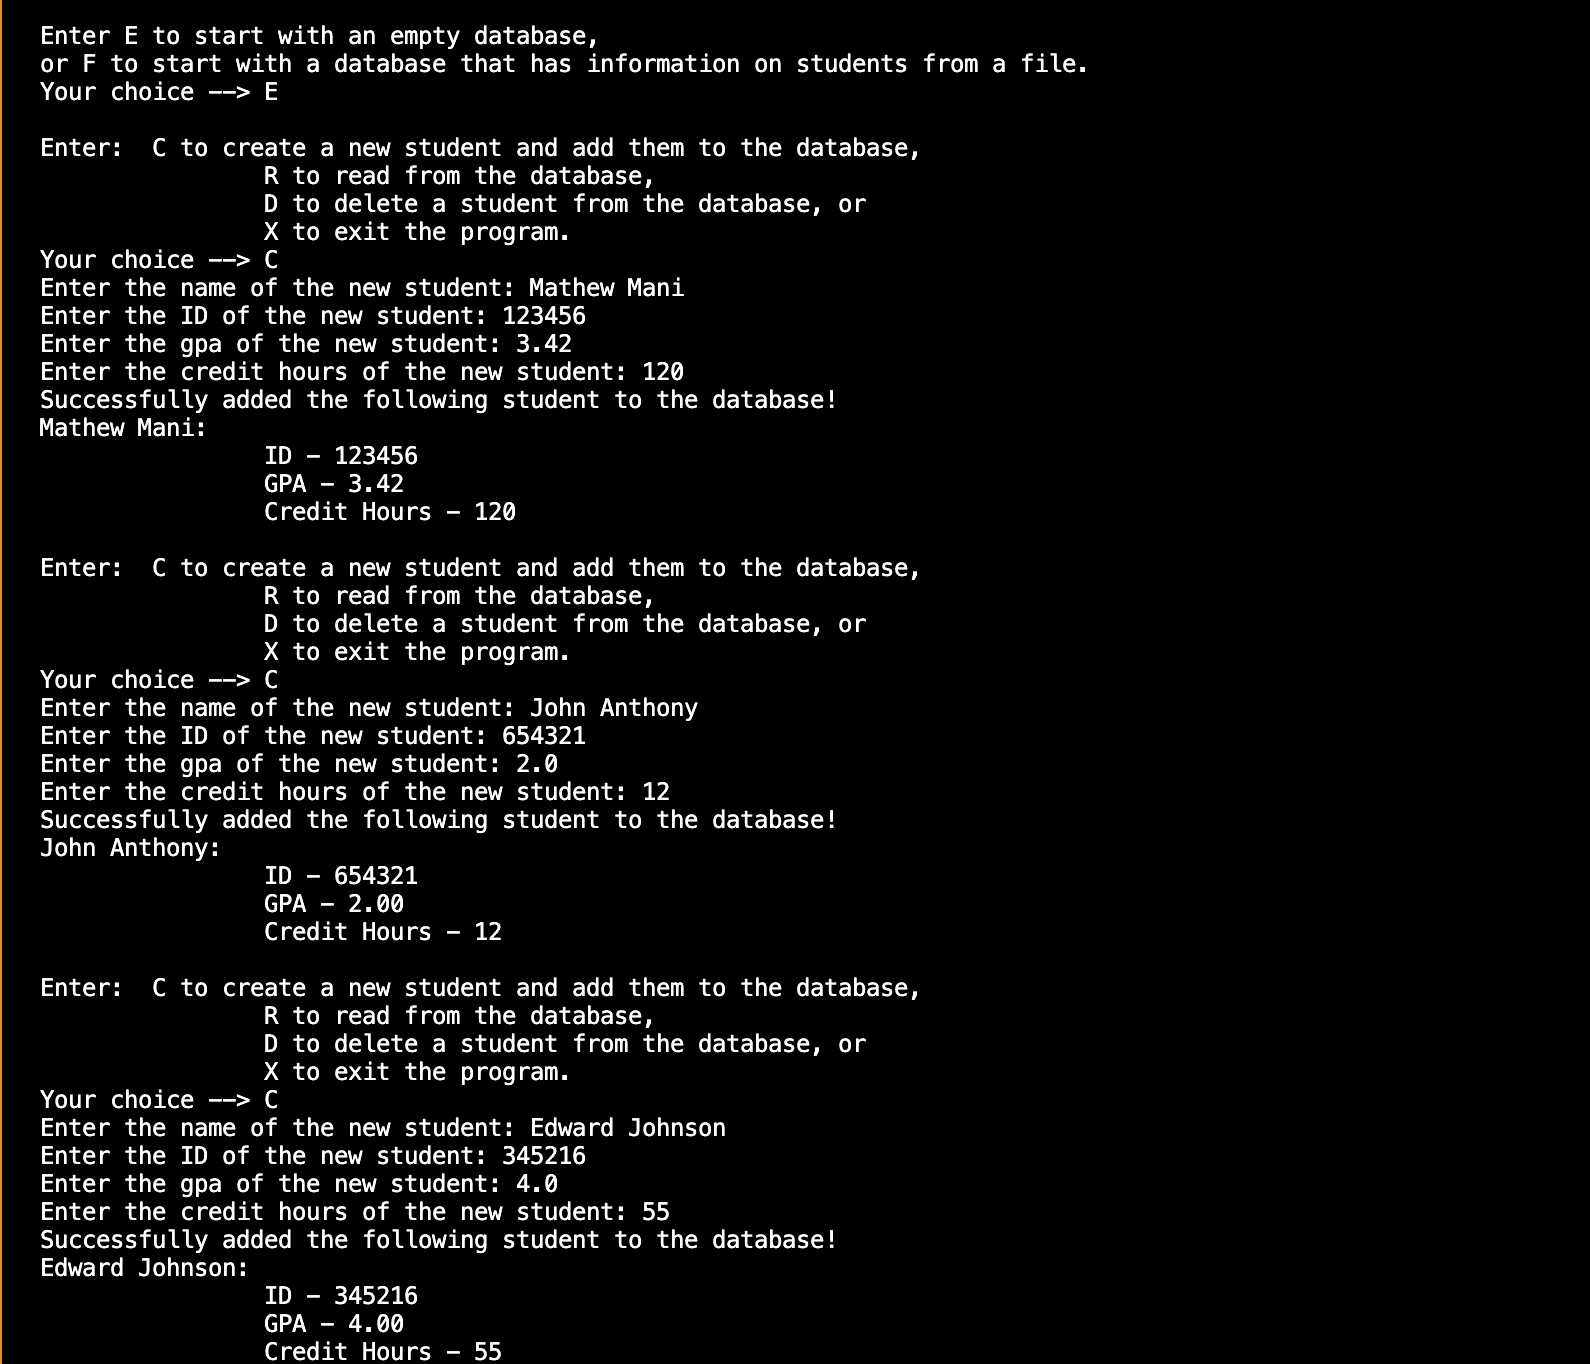 Enter E to start with an empty database,
or F to start with a database that has information on students from a file.
Your choice --> E

Enter:  C to create a new student and add them to the database,
                R to read from the database,
                D to delete a student from the database, or
                X to exit the program.
Your choice --> C
Enter the name of the new student: Mathew Mani
Enter the ID of the new student: 123456
Enter the gpa of the new student: 3.42
Enter the credit hours of the new student: 120
Successfully added the following student to the database!
Mathew Mani:
                ID - 123456
                GPA - 3.42
                Credit Hours - 120

Enter:  C to create a new student and add them to the database,
                R to read from the database,
                D to delete a student from the database, or
                X to exit the program.
Your choice --> C
Enter the name of the new student: John Anthony
Enter the ID of the new student: 654321
Enter the gpa of the new student: 2.0
Enter the credit hours of the new student: 12
Successfully added the following student to the database!
John Anthony:
                ID - 654321
                GPA - 2.00
                Credit Hours - 12

Enter:  C to create a new student and add them to the database,
                R to read from the database,
                D to delete a student from the database, or
                X to exit the program.
Your choice --> C
Enter the name of the new student: Edward Johnson
Enter the ID of the new student: 345216
Enter the gpa of the new student: 4.0
Enter the credit hours of the new student: 55
Successfully added the following student to the database!
Edward Johnson:
                ID - 345216
                GPA - 4.00
                Credit Hours - 55